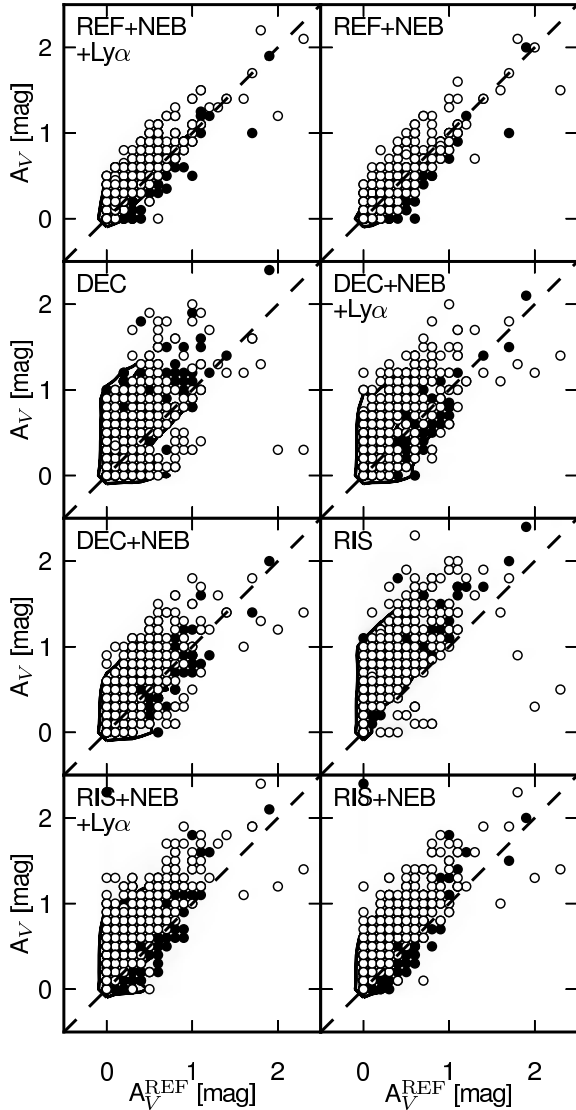 REF+NEB
+Lyα
REF+NEB
2
1
0
A_V [mag]
DEC
DEC+NEB
+Lyα
2
1
0
A_V [mag]
DEC+NEB
RIS
2
1
0
A_V [mag]
RIS+NEB
+Lyα
RIS+NEB
2
1
0
A_V [mag]
0 1 2
0 1 2
A_V^REF [mag]
A_V^REF [mag]